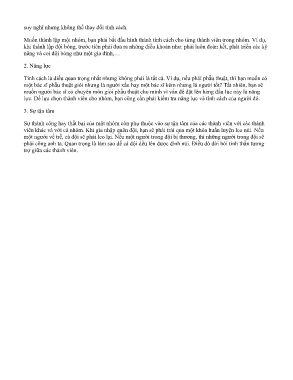 suy nghĩ nhưng không thể thay đổi tính cách.
Muốn thành lập một nhóm, bạn phải bắt đầu hình thành tính cách cho từng thành viên trong nhóm. Ví dụ,
khi thành lập đội bóng, trước tiên phải đưa ra những điều khoản như: phải luôn đoàn kết, phát triển các kỹ
năng và coi đội bóng như một gia đình,…
2. Năng lực
Tính cách là điều quan trọng nhất nhưng không phải là tất cả. Ví dụ, nếu phải phẫu thuật, thì bạn muốn có
một bác sĩ phẫu thuật giỏi nhưng là người xấu hay một bác sĩ kém nhưng là người tốt? Tất nhiên, bạn sẽ
muốn người bác sĩ có chuyên môn giỏi phẫu thuật cho mình vì vấn đề đặt lên hàng đầu lúc này là năng
lực. Để lựa chọn thành viên cho nhóm, bạn cũng cần phải kiểm tra năng lực và tính cách của người đó.
3. Sự tận tâm
Sự thành công hay thất bại của một nhóm còn phụ thuộc vào sự tận tâm của các thành viên với các thành
viên khác và với cả nhóm. Khi gia nhập quân đội, bạn sẽ phải trải qua một khóa huấn luyện leo núi. Nếu
một người về trễ, cả đội sẽ phải leo lại. Nếu một người trong đội bị thương, thì những người trong đội sẽ
phải cõng anh ta. Quan trọng là làm sao để cả đội đều lên được đỉnh núi. Điều đó đòi hỏi tinh thần tương
trợ giữa các thành viên.